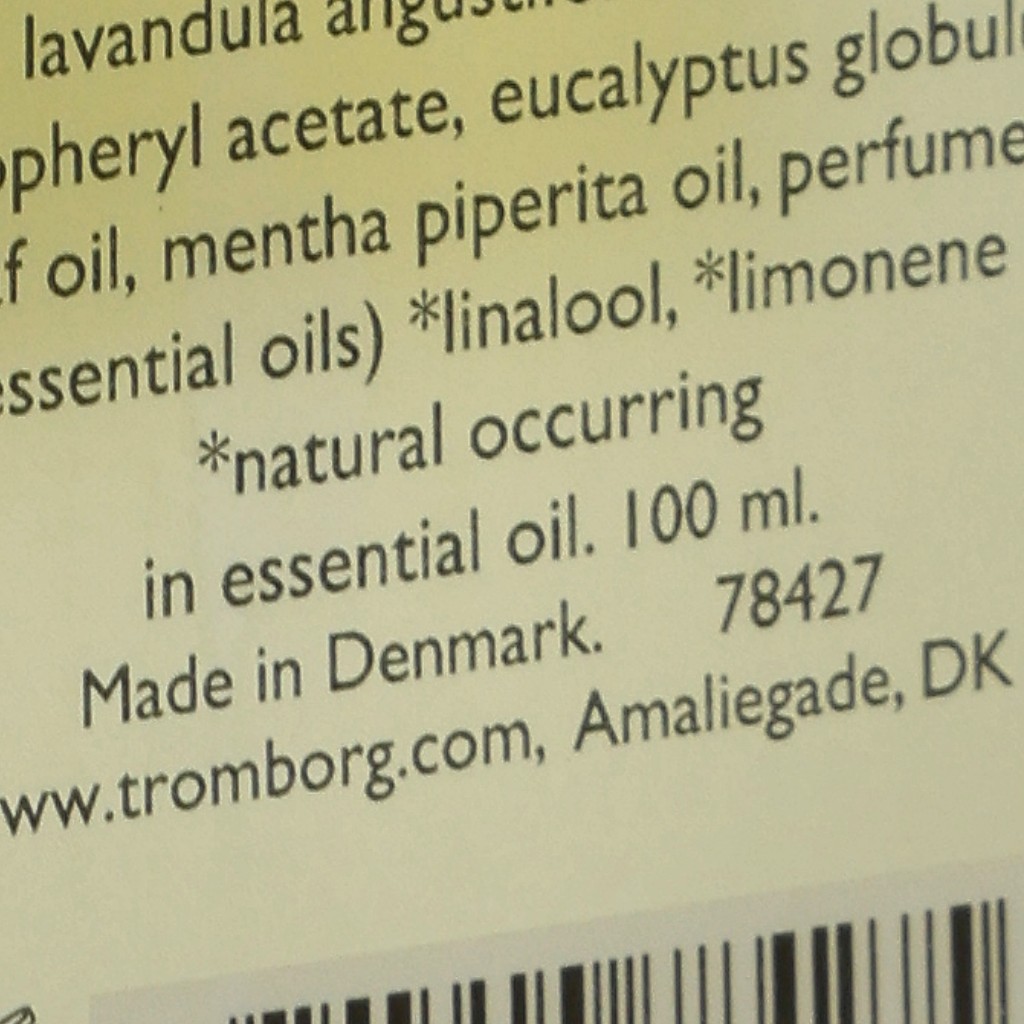 lavandula
acetate, eucalyptus
oil, mentha piperita oil, perfume
essential oils) *linalool, *limonene
*natural occurring
in essential oil. 100 ml.
Made in Denmark. 78427
www.tromborg.com, Amaliegade, DK